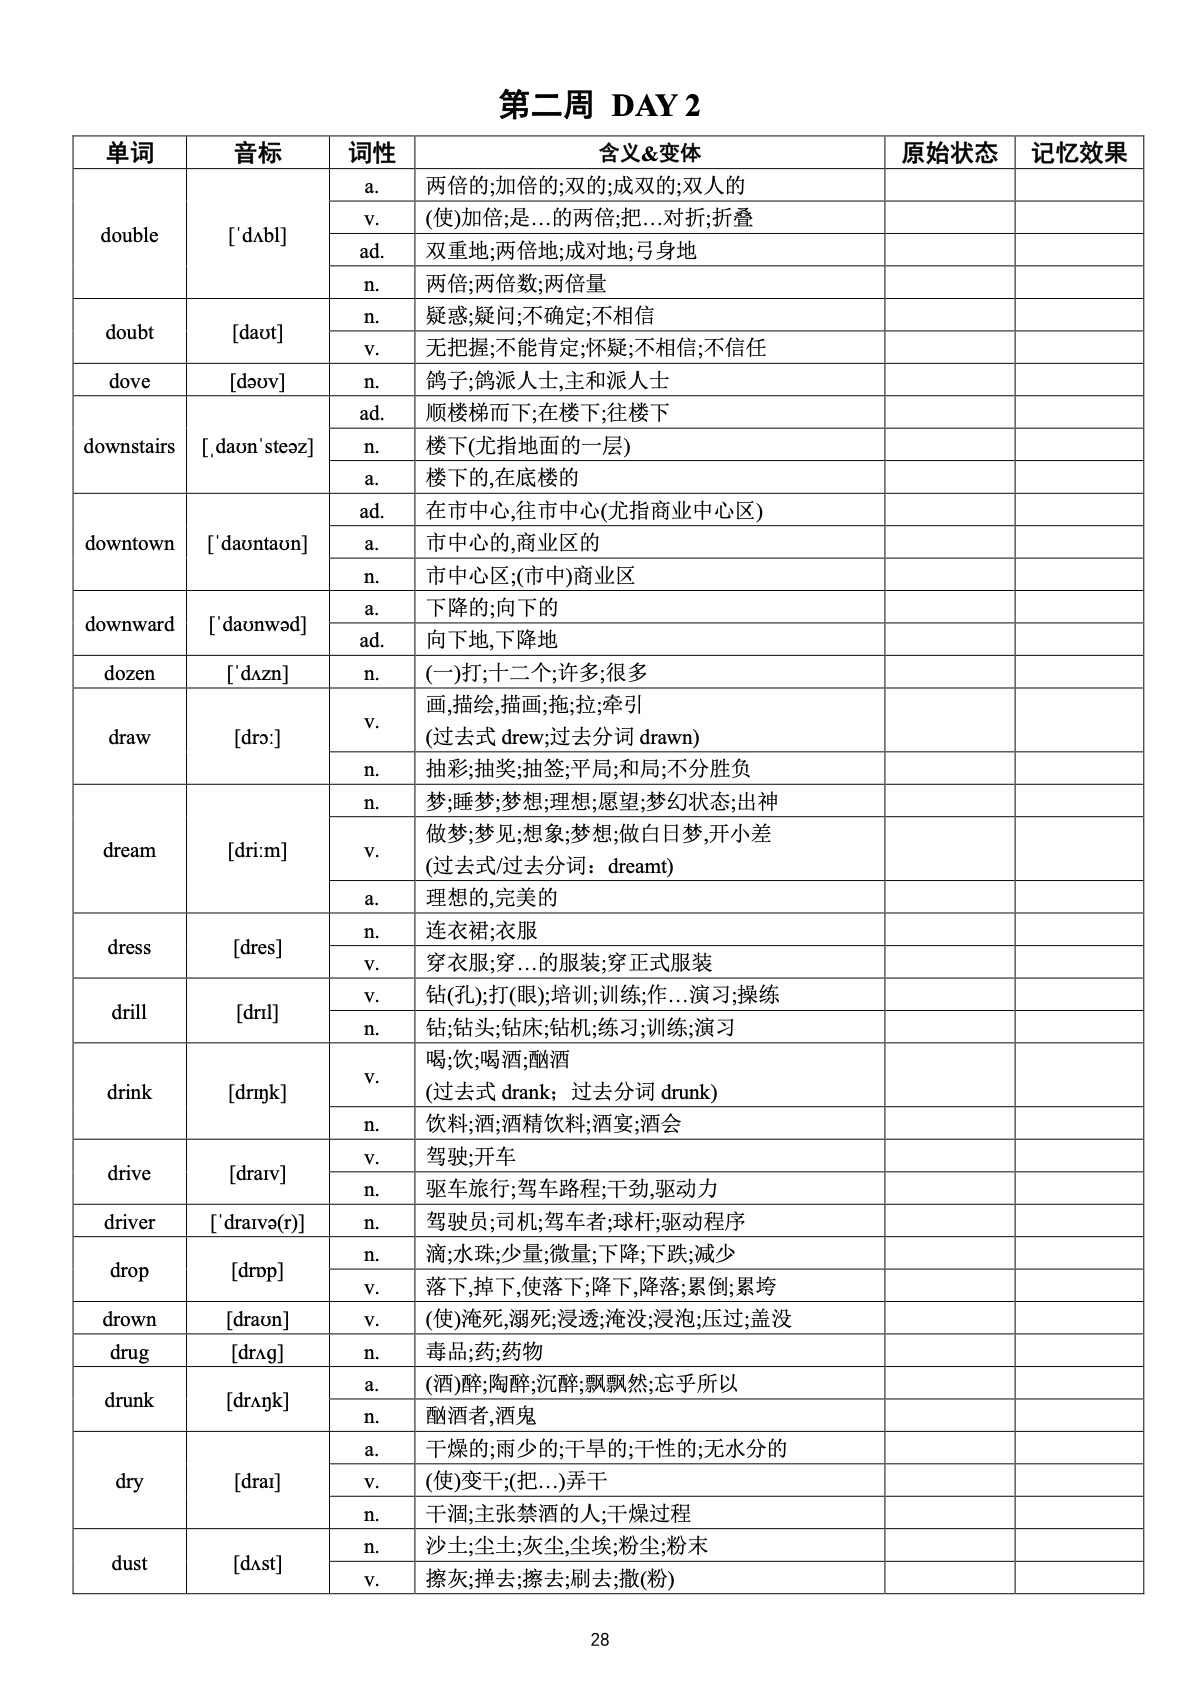 第二周 DAY 2
单词 音标 词性 含义&变体 原始状态 记忆效果
double [ˈdʌbl] a. 两倍的;加倍的;双的;成双的;双人的
v. (使)加倍;是…的两倍;把…对折;折叠
ad. 双重地;两倍地;成对地;弓身地
n. 两倍;两倍数;两倍量
doubt [daʊt] n. 疑惑;疑问;不确定;不相信
v. 无把握;不能肯定;怀疑;不相信;不信任
dove [dəʊv] n. 鸽子;鸽派人士,主和派人士
downstairs [ˌdaʊnˈsteəz] ad. 顺楼梯而下;在楼下;往楼下
n. 楼下(尤指地面的一层)
a. 楼下的,在底楼的
downtown [ˈdaʊntaʊn] ad. 在市中心,往市中心(尤指商业中心区)
a. 市中心的,商业区的
n. 市中心区;(市中)商业区
downward [ˈdaʊnwəd] a. 下降的;向下的
ad. 向下地,下降地
dozen [ˈdʌzn] n. (一)打;十二个;许多;很多
draw [drɔː] v. 画,描绘,描画;拖;拉;牵引
(过去式 drew;过去分词 drawn)
n. 抽彩;抽奖;抽签;平局;和局;不分胜负
dream [driːm] n. 梦;睡梦;梦想;理想;愿望;梦幻状态;出神
v. 做梦;梦见;想象;梦想;做白日梦,开小差
(过去式/过去分词：dreamt)
a. 理想的,完美的
dress [dres] n. 连衣裙;衣服
v. 穿衣服;穿…的服装;穿正式服装
drill [drɪl] v. 钻(孔);打(眼);培训;训练;作…演习;操练
n. 钻;钻头;钻床;钻机;练习;训练;演习
drink [drɪŋk] v. 喝;饮;喝酒;酗酒
(过去式 drank；过去分词 drunk)
n. 饮料;酒;酒精饮料;酒宴;酒会
drive [draɪv] v. 驾驶;开车
n. 驱车旅行;驾车路程;干劲,驱动力
driver [ˈdraɪvə(r)] n. 驾驶员;司机;驾车者;球杆;驱动程序
drop [drɒp] n. 滴;水珠;少量;微量;下降;下跌;减少
v. 落下,掉下,使落下;降下,降落;累倒;累垮
drown [draʊn] v. (使)淹死,溺死;浸透;淹没;浸泡;压过;盖没
drug [drʌɡ] n. 毒品;药;药物
drunk [drʌŋk] a. (酒)醉;陶醉;沉醉;飘飘然;忘乎所以
n. 酗酒者,酒鬼
dry [draɪ] a. 干燥的;雨少的;干旱的;干性的;无水分的
v. (使)变干;(把…)弄干
n. 干涸;主张禁酒的人;干燥过程
dust [dʌst] n. 沙土;尘土;灰尘,尘埃;粉尘;粉末
v. 擦灰;掸去;擦去;刷去;撒(粉)
28